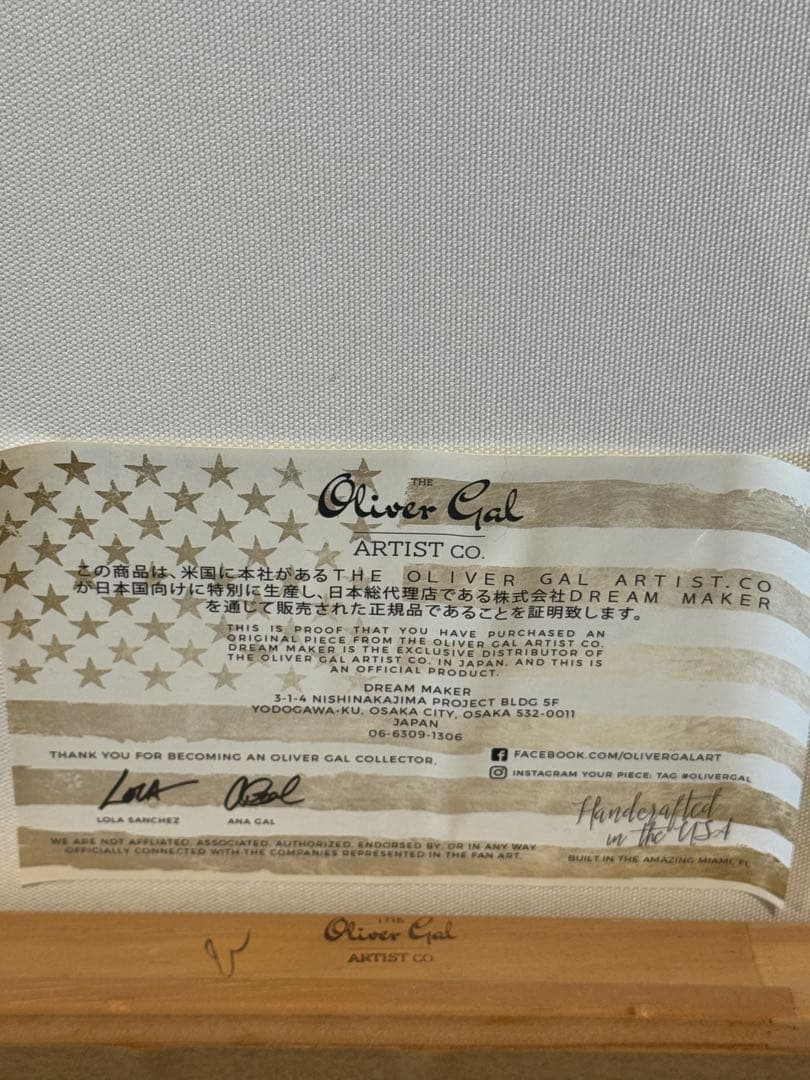 THE
Oliver Gal
ARTIST CO.
この商品は、米国に本社があるTHE OLIVER GAL ARTIST.CO
が日本国向けに特別に生産し、日本総代理店である株式会社DREAM MAKER
を通じて販売された正規品であることを証明致します。
THIS IS PROOF THAT YOU HAVE PURCHASED AN
ORIGINAL PIECE FROM THE OLIVER GAL ARTIST CO.
DREAM MAKER IS THE EXCLUSIVE DISTRIBUTOR OF
THE OLIVER GAL ARTIST CO. IN JAPAN. AND THIS IS
AN OFFICIAL PRODUCT.
DREAM MAKER
3-1-4 NISHINAKAJIMA PROJECT BLDG 5F
YODOGAWA-KU, OSAKA CITY, OSAKA 532-0011
JAPAN
06-6309-1306
THANK YOU FOR BECOMING AN OLIVER GAL COLLECTOR.
FACEBOOK.COM/OLIVERGALART
INSTAGRAM YOUR PIECE: TAG #OLIVERGAL
LOLA
LOLA SANCHEZ
ANA GAL
Handcrafted
in the USA
BUILT IN THE AMAZING MIAMI, FL
WE ARE NOT AFFLIATED, ASSOCIATED, AUTHORIZED, ENDORSED BY, OR IN ANY WAY
OFFICIALLY CONNECTED WITH THE COMPANIES REPRESENTED IN THE FAN ART.
THE
Oliver Gal
ARTIST CO